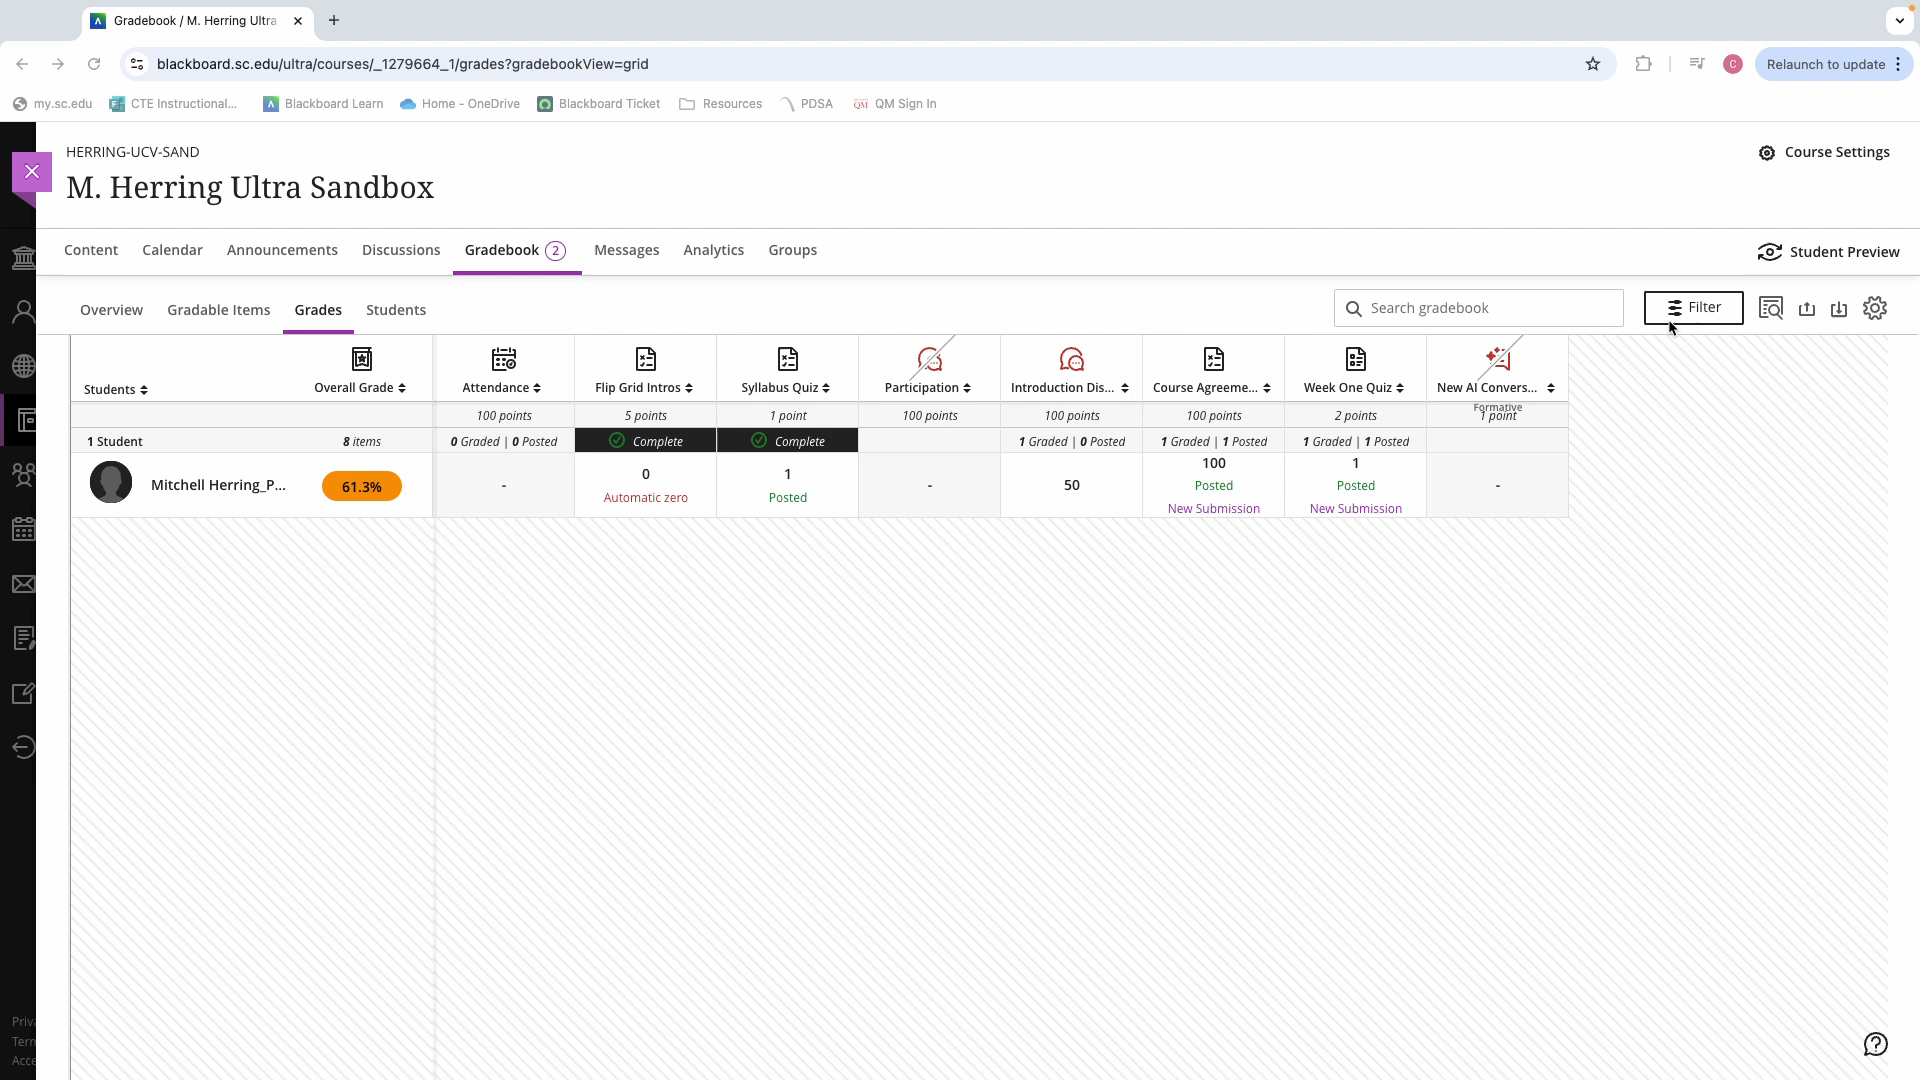 Gradebook / M. Herring Ultra
blackboard.sc.edu/ultra/courses/_1279664_1/grades?gradebookView=grid
C
Relaunch to update
my.sc.edu
CTE Instructional...
Blackboard Learn
Home - OneDrive
Blackboard Ticket
Resources
PDSA
QM QM Sign In
HERRING-UCV-SAND
Course Settings
M. Herring Ultra Sandbox
Content
Calendar
Announcements
Discussions
Gradebook 2
Messages
Analytics
Groups
Student Preview
Overview
Gradable Items
Grades
Students
Search gradebook
Filter
Students
Overall Grade
Attendance
Flip Grid Intros
Syllabus Quiz
Participation
Introduction Dis...
Course Agreeme...
Week One Quiz
New AI Convers...
Formative
100 points
5 points
1 point
100 points
100 points
100 points
2 points
1 point
1 Student
8 items
0 Graded | 0 Posted
Complete
Complete
1 Graded | 0 Posted
1 Graded | 1 Posted
1 Graded | 1 Posted
Mitchell Herring_P...
61.3%
-
0
Automatic zero
1
Posted
-
50
100
Posted
New Submission
1
Posted
New Submission
-
Priva
Term
Acce